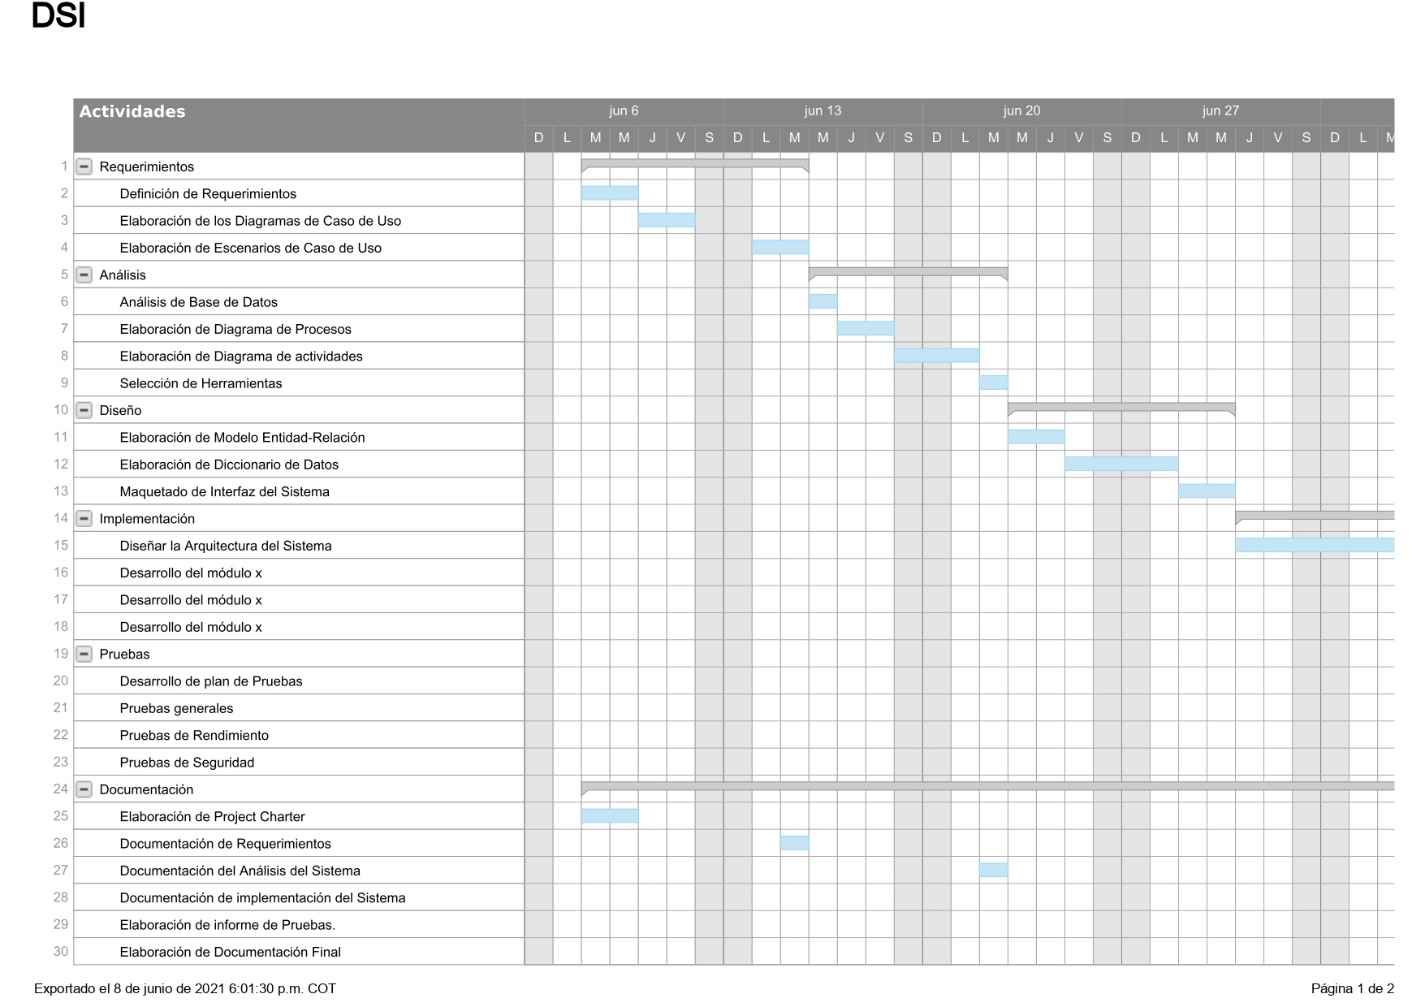 DSI
Actividades
jun 6 jun 13 jun 20 jun 27
D L M M J V S D L M M J V S D L M M J V S D L M M J V S D L M
1 Requerimientos
2 Definición de Requerimientos
3 Elaboración de los Diagramas de Caso de Uso
4 Elaboración de Escenarios de Caso de Uso
5 Análisis
6 Análisis de Base de Datos
7 Elaboración de Diagrama de Procesos
8 Elaboración de Diagrama de actividades
9 Selección de Herramientas
10 Diseño
11 Elaboración de Modelo Entidad-Relación
12 Elaboración de Diccionario de Datos
13 Maquetado de Interfaz del Sistema
14 Implementación
15 Diseñar la Arquitectura del Sistema
16 Desarrollo del módulo x
17 Desarrollo del módulo x
18 Desarrollo del módulo x
19 Pruebas
20 Desarrollo de plan de Pruebas
21 Pruebas generales
22 Pruebas de Rendimiento
23 Pruebas de Seguridad
24 Documentación
25 Elaboración de Project Charter
26 Documentación de Requerimientos
27 Documentación del Análisis del Sistema
28 Documentación de implementación del Sistema
29 Elaboración de informe de Pruebas.
30 Elaboración de Documentación Final
Exportado el 8 de junio de 2021 6:01:30 p.m. COT
Página 1 de 2